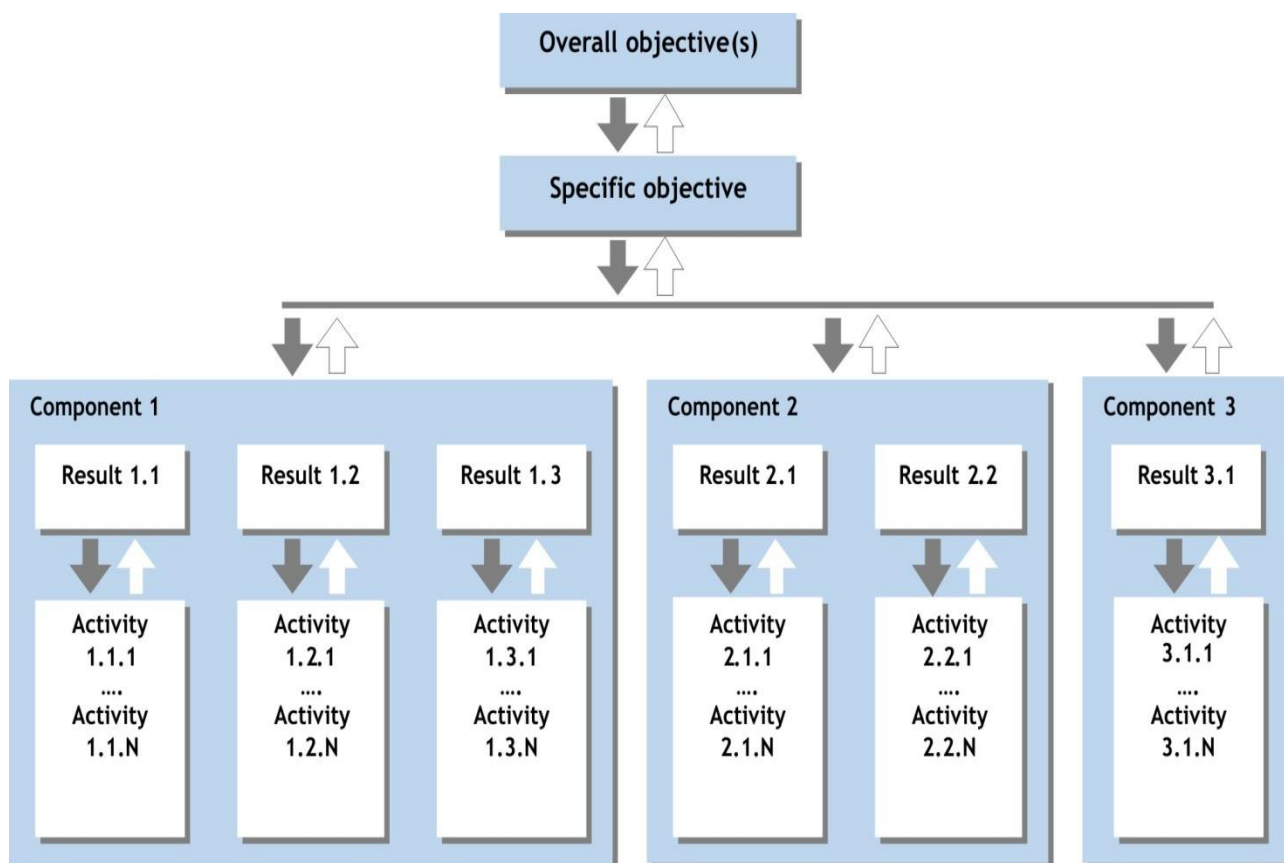 Overall objective(s)
Specific objective
Component 1
Result 1.1
Result 1.2
Result 1.3
Activity
1.1.1
....
Activity
1.1.N
Activity
1.2.1
....
Activity
1.2.N
Activity
1.3.1
....
Activity
1.3.N
Component 2
Result 2.1
Result 2.2
Activity
2.1.1
....
Activity
2.1.N
Activity
2.2.1
....
Activity
2.2.N
Component 3
Result 3.1
Activity
3.1.1
....
Activity
3.1.N